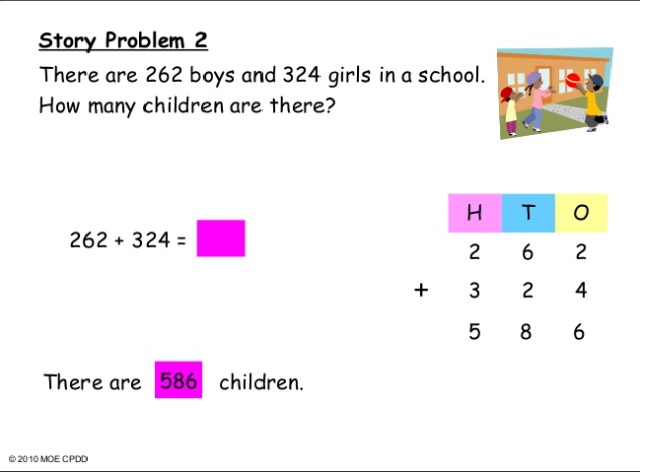 Story Problem 2
There are 262 boys and 324 girls in a school.
How many children are there?
H T O
262 + 324 =
2 6 2
+ 3 2 4
5 8 6
There are 586 children.
© 2010 MOE CPDD